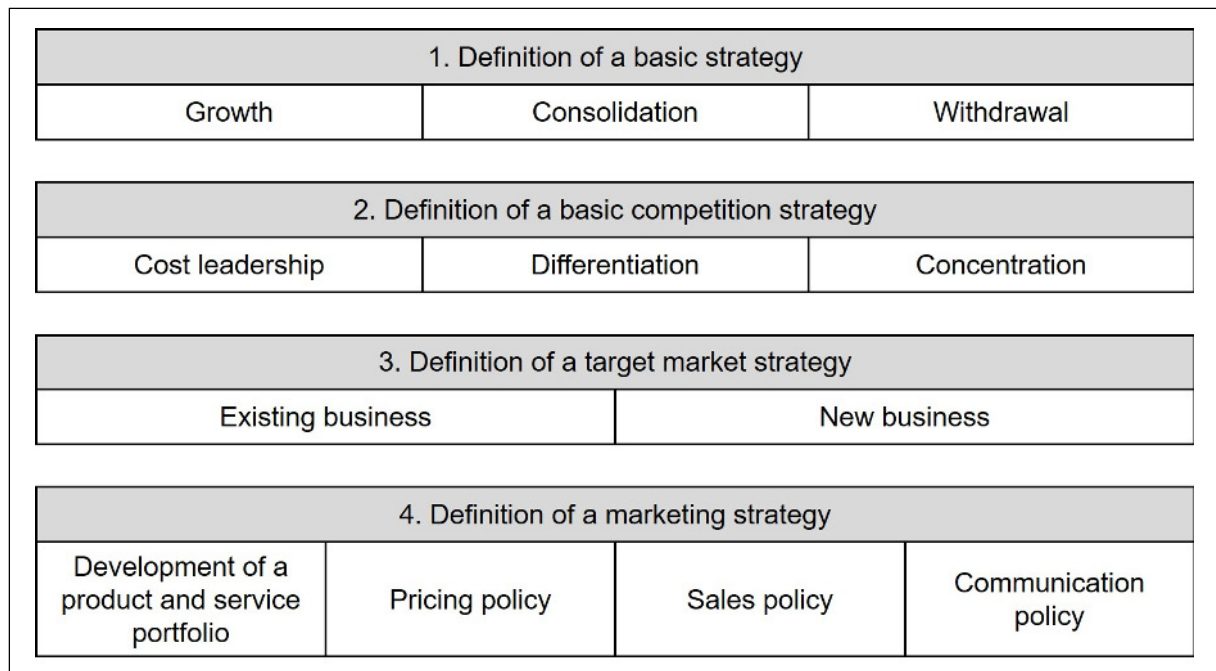 1. Definition of a basic strategy
Growth
Consolidation
Withdrawal
2. Definition of a basic competition strategy
Cost leadership
Differentiation
Concentration
3. Definition of a target market strategy
Existing business
New business
4. Definition of a marketing strategy
Development of a
product and service
portfolio
Pricing policy
Sales policy
Communication
policy